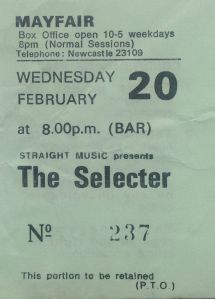 MAYFAIR
Box Office open 10-5 weekdays
8pm (Normal Sessions)
Telephone: Newcastle 23109
WEDNESDAY 20
FEBRUARY
at 8.00p.m. (BAR)
STRAIGHT MUSIC presents
The Selecter
Nº 237
This portion to be retained
(P.T.O.)